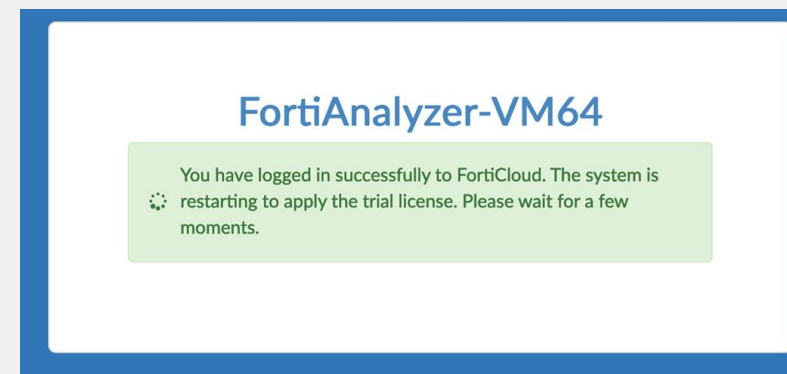 FortiAnalyzer-VM64
You have logged in successfully to FortiCloud. The system is
restarting to apply the trial license. Please wait for a few
moments.